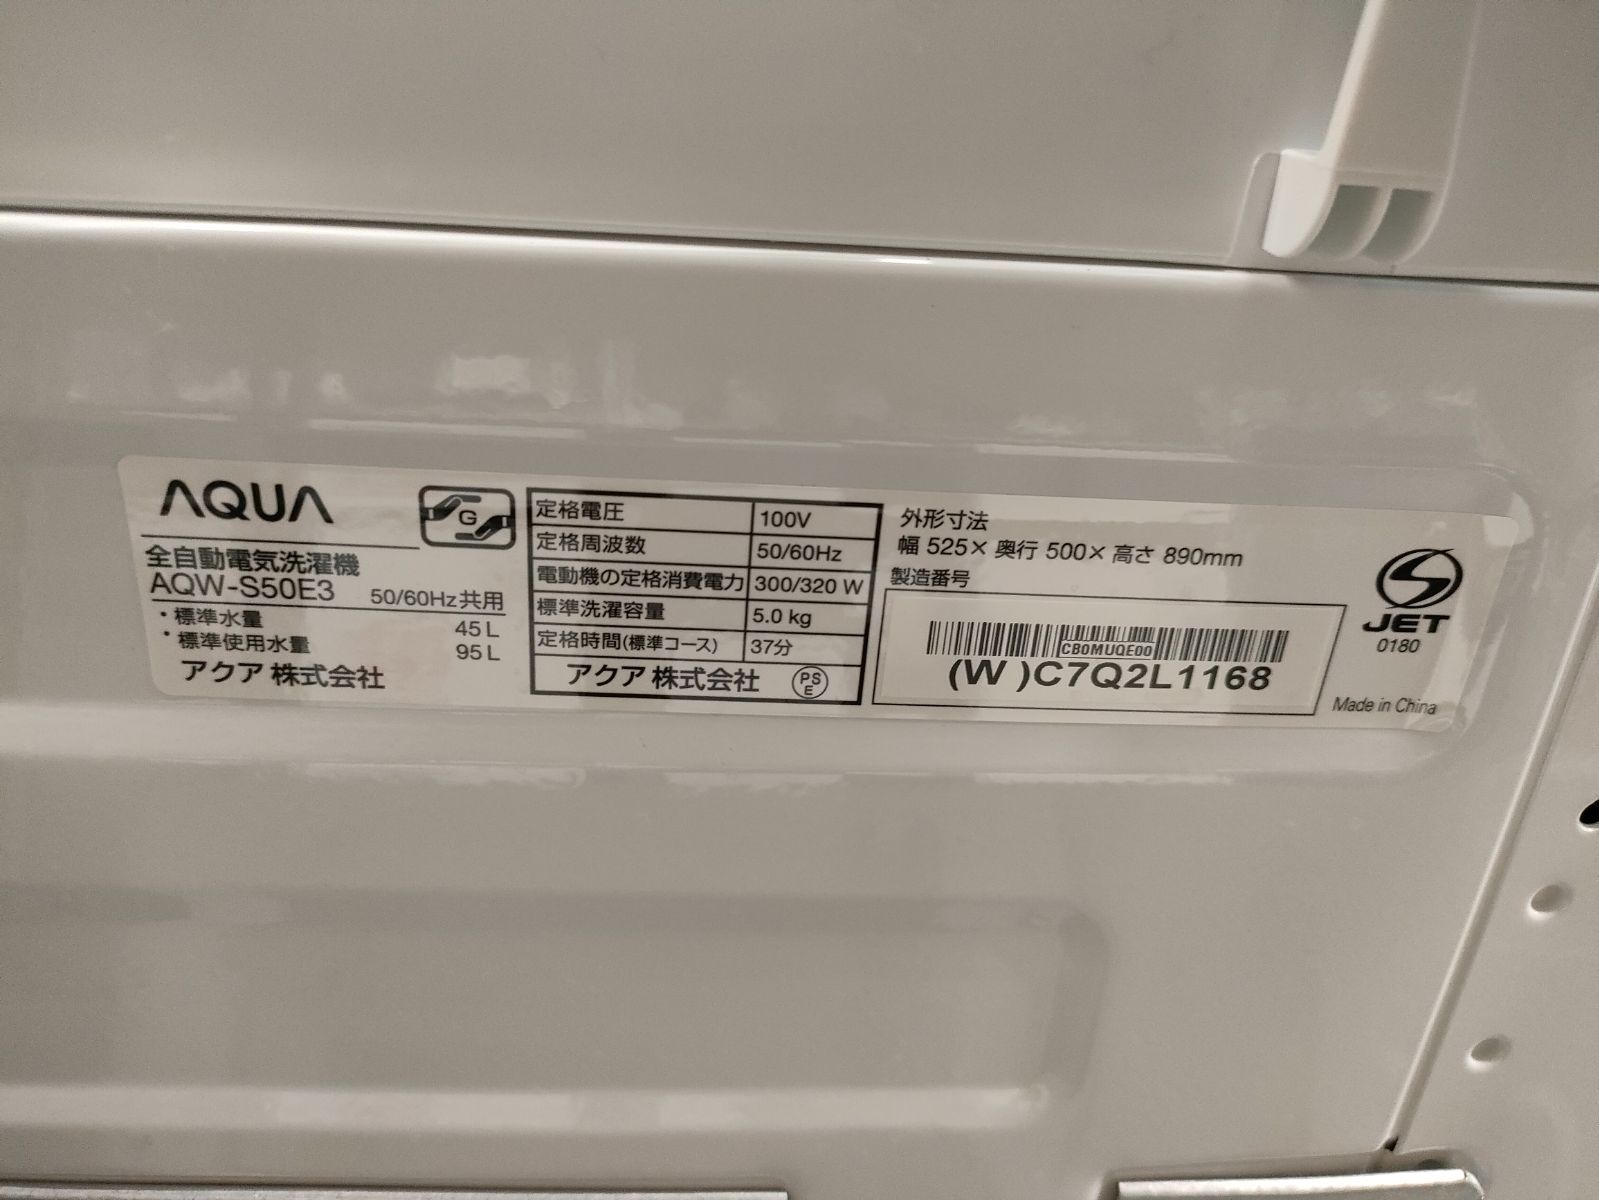 AQUA
G
全自動電気洗濯機
AQW-S50E3 50/60Hz共用
・標準水量 45L
・標準使用水量 95L
アクア 株式会社
定格電圧 100V
定格周波数 50/60Hz
電動機の定格消費電力 300/320 W
標準洗濯容量 5.0 kg
定格時間(標準コース) 37分
アクア 株式会社 PSE
外形寸法
幅 525× 奥行 500× 高さ 890mm
製造番号
CB0MUQE00
(W )C7Q2L1168
JET
0180
Made in China